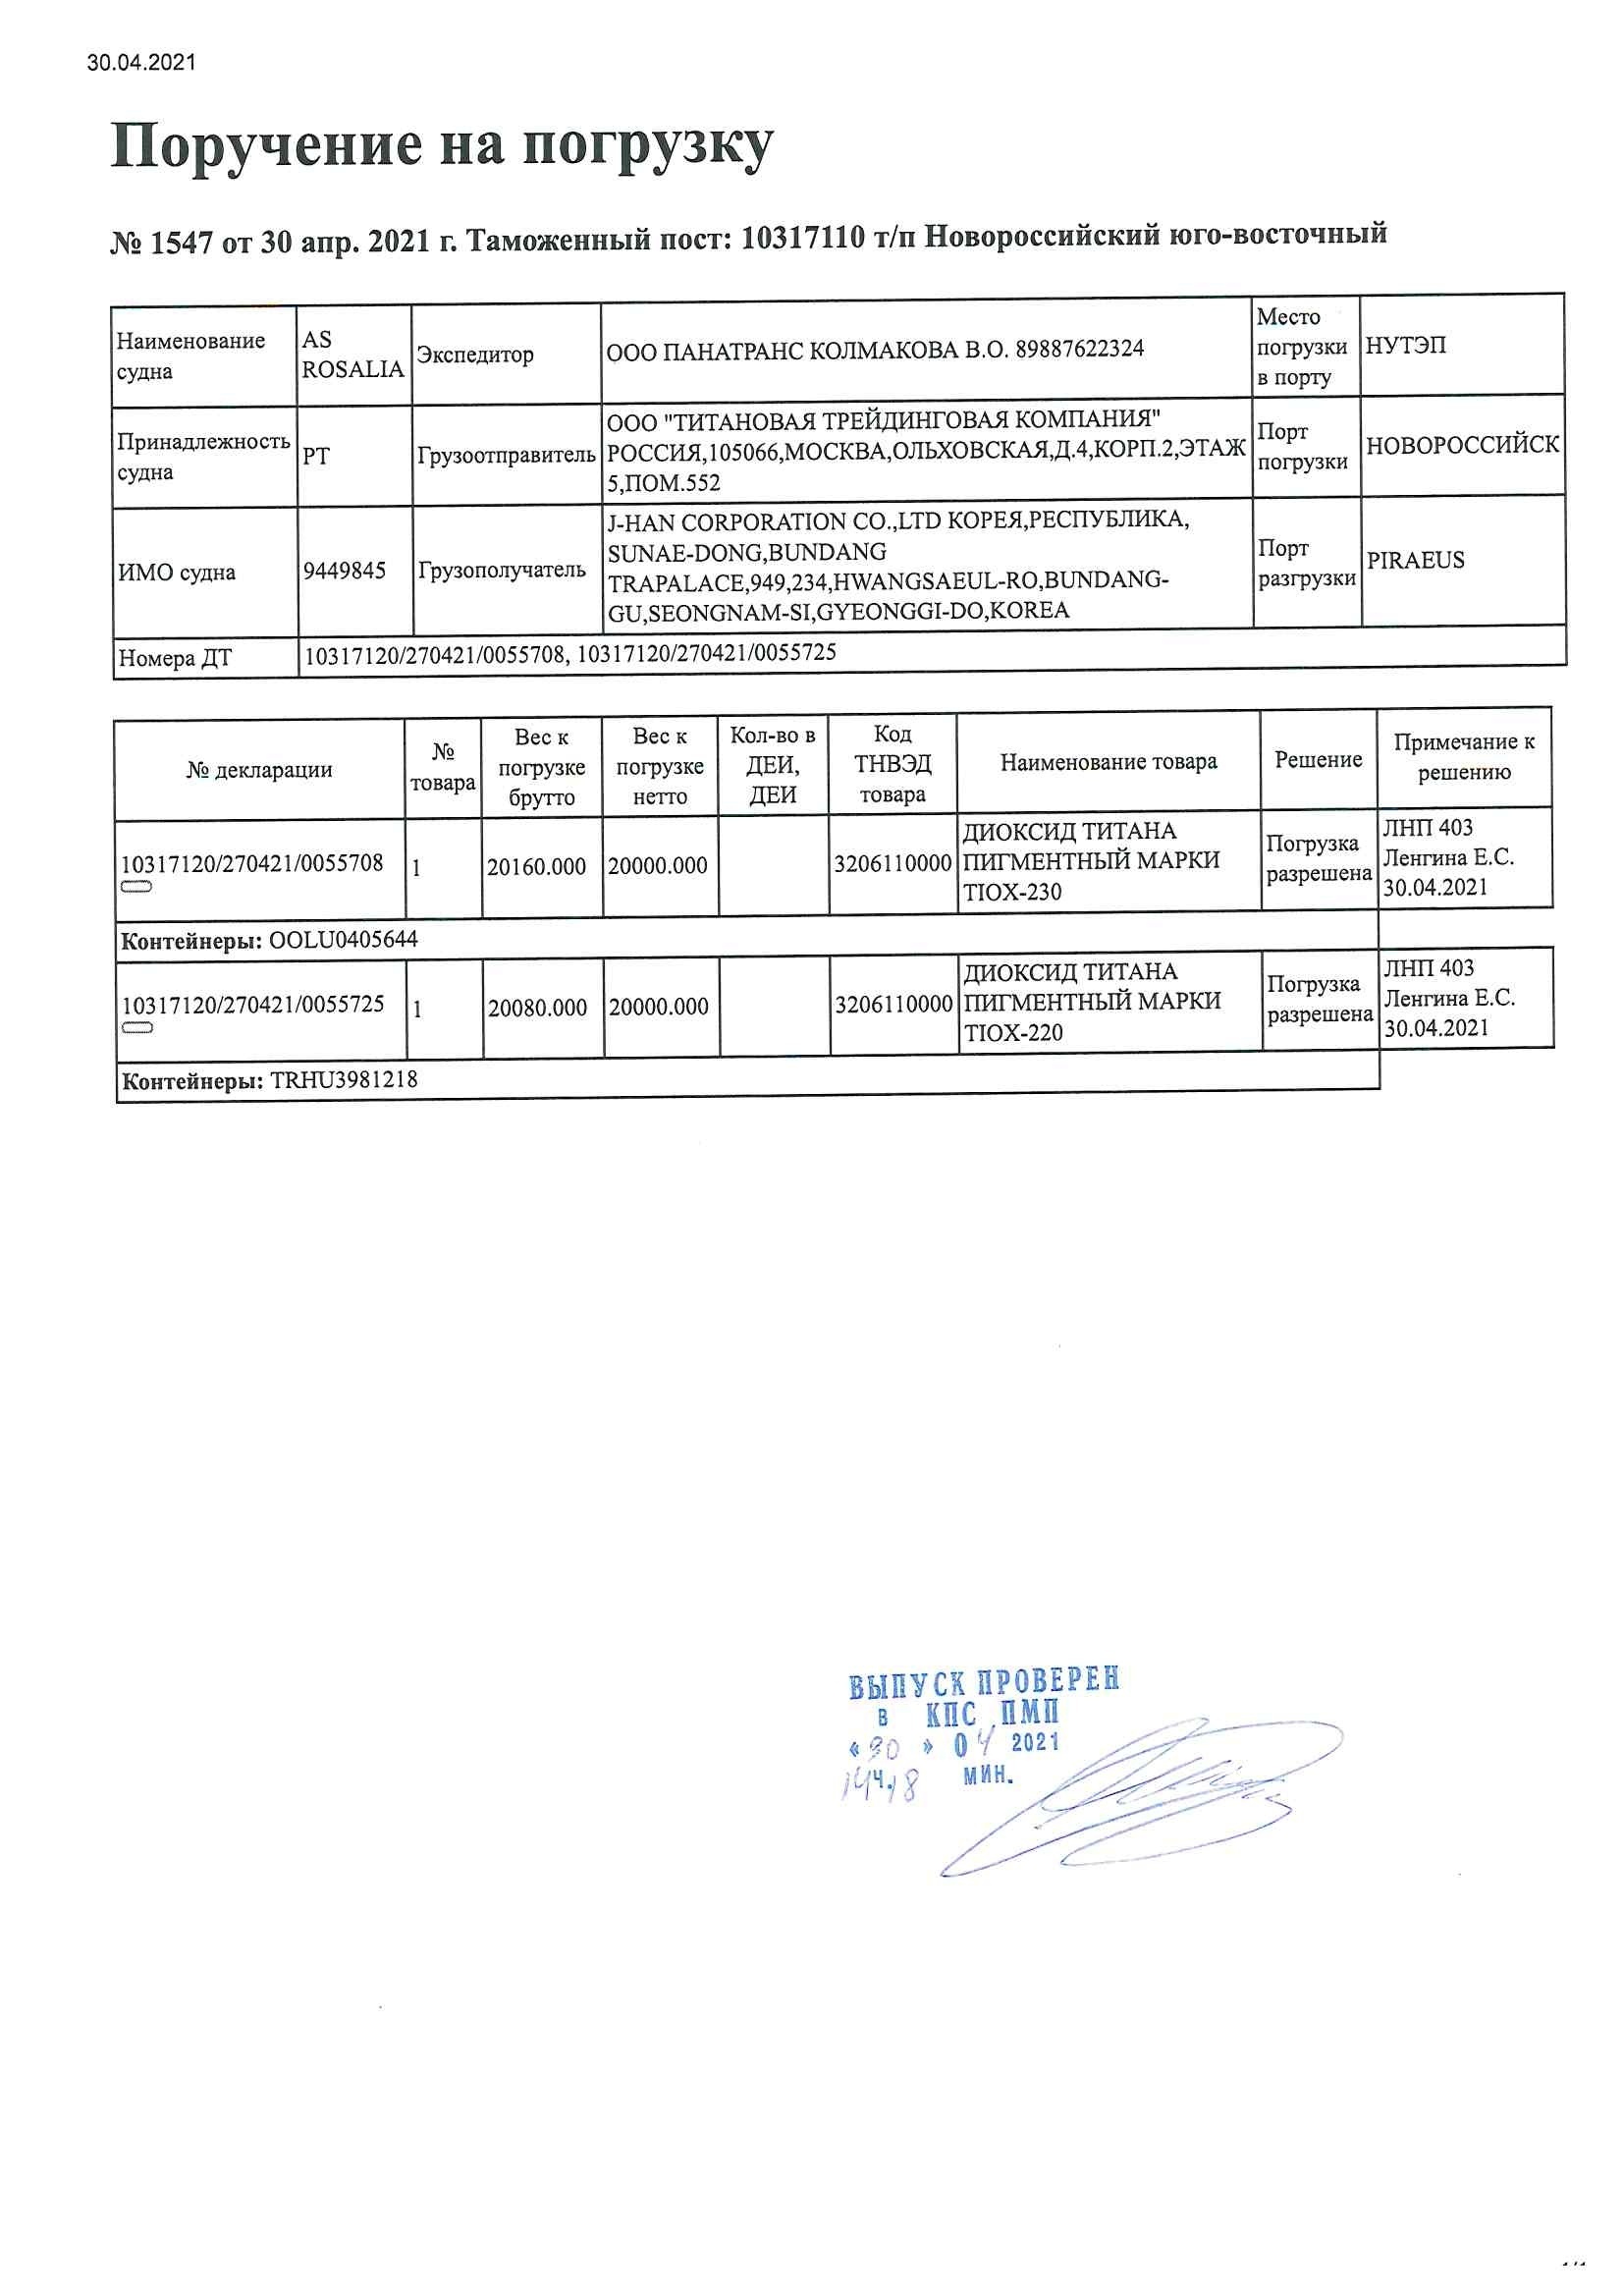 30.04.2021
Поручение на погрузку
№ 1547 от 30 апр. 2021 г. Таможенный пост: 10317110 т/п Новороссийский юго-восточный
Наименование судна
AS ROSALIA
Экспедитор
ООО ПАНАТРАНС КОЛМАКОВА В.О. 89887622324
Место погрузки в порту
НУТЭП
Принадлежность судна
PT
Грузоотправитель
ООО "ТИТАНОВАЯ ТРЕЙДИНГОВАЯ КОМПАНИЯ"
РОССИЯ,105066,МОСКВА,ОЛЬХОВСКАЯ,Д.4,КОРП.2,ЭТАЖ
5,ПОМ.552
Порт погрузки
НОВОРОССИЙСК
ИМО судна
9449845
Грузополучатель
J-HAN CORPORATION CO.,LTD КОРЕЯ,РЕСПУБЛИКА,
SUNAE-DONG,BUNDANG
TRAPALACE,949,234,HWANGSAEUL-RO,BUNDANG-
GU,SEONGNAM-SI,GYEONGGI-DO,KOREA
Порт разгрузки
PIRAEUS
Номера ДТ
10317120/270421/0055708, 10317120/270421/0055725
№ декларации
№ товара
Вес к погрузке брутто
Вес к погрузке нетто
Кол-во в ДЕИ, ДЕИ
Код ТНВЭД товара
Наименование товара
Решение
Примечание к решению
10317120/270421/0055708
1
20160.000
20000.000
3206110000
ДИОКСИД ТИТАНА
ПИГМЕНТНЫЙ МАРКИ
TIOX-230
Погрузка разрешена
ЛНП 403
Ленгина Е.С.
30.04.2021
Контейнеры: OOLU0405644
10317120/270421/0055725
1
20080.000
20000.000
3206110000
ДИОКСИД ТИТАНА
ПИГМЕНТНЫЙ МАРКИ
TIOX-220
Погрузка разрешена
ЛНП 403
Ленгина Е.С.
30.04.2021
Контейнеры: TRHU3981218
ВЫПУСК ПРОВЕРЕН
в КПС ПМП
«30» 04 2021
14ч. 18 мин.